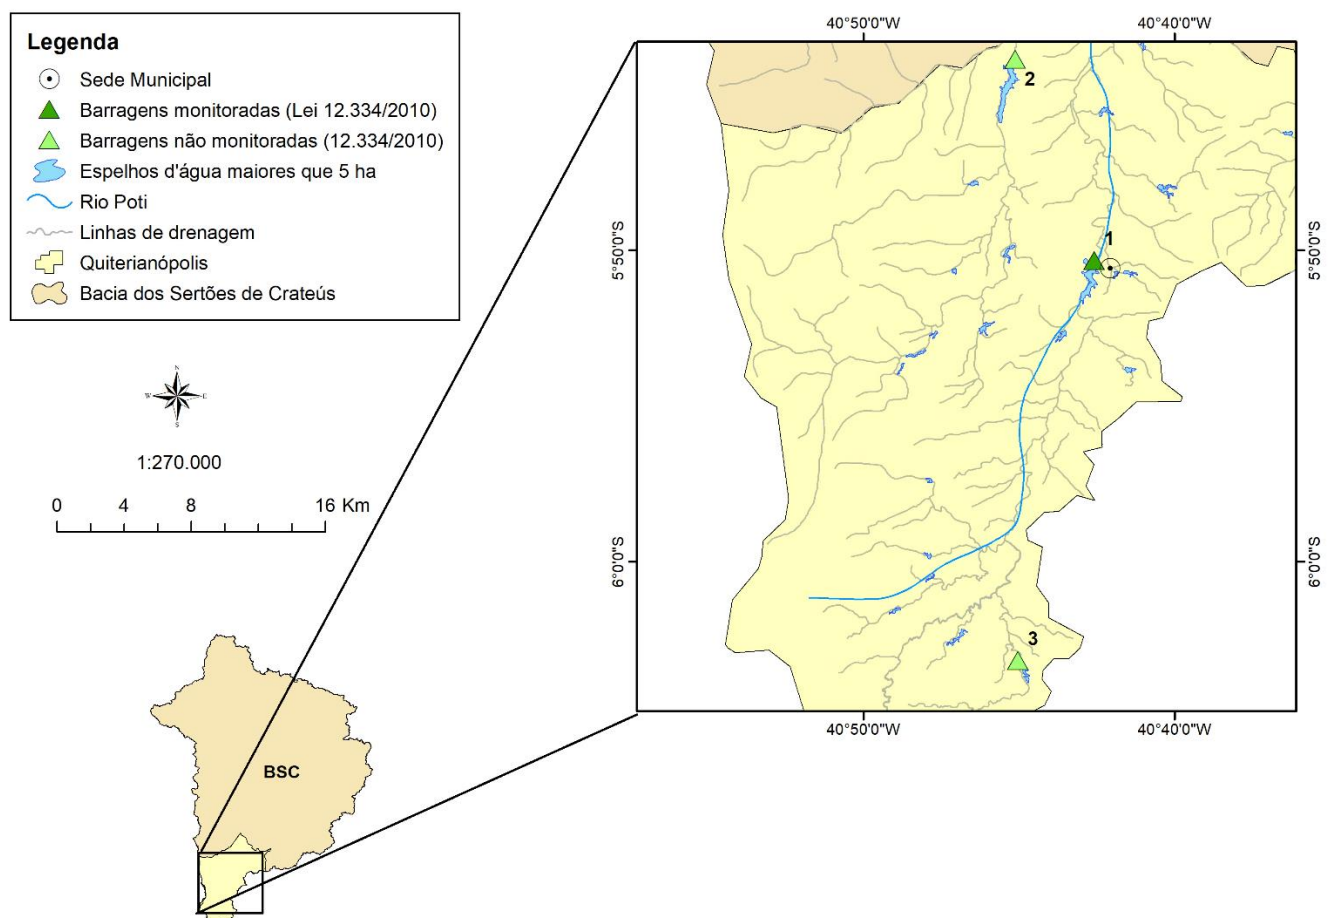 Legenda
Sede Municipal
Barragens monitoradas (Lei 12.334/2010)
Barragens não monitoradas (12.334/2010)
Espelhos d'água maiores que 5 ha
Rio Poti
Linhas de drenagem
Quiterianópolis
Bacia dos Sertões de Crateús
N
W E
S
1:270.000
0 4 8 16 Km
BSC
40°50'0"W 40°40'0"W
2
1
5°50'0"S 5°50'0"S
6°0'0"S 6°0'0"S
3
40°50'0"W 40°40'0"W